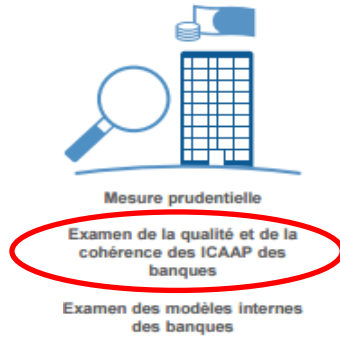 Mesure prudentielle
Examen de la qualité et de la
cohérence des ICAAP des
banques
Examen des modèles internes
des banques